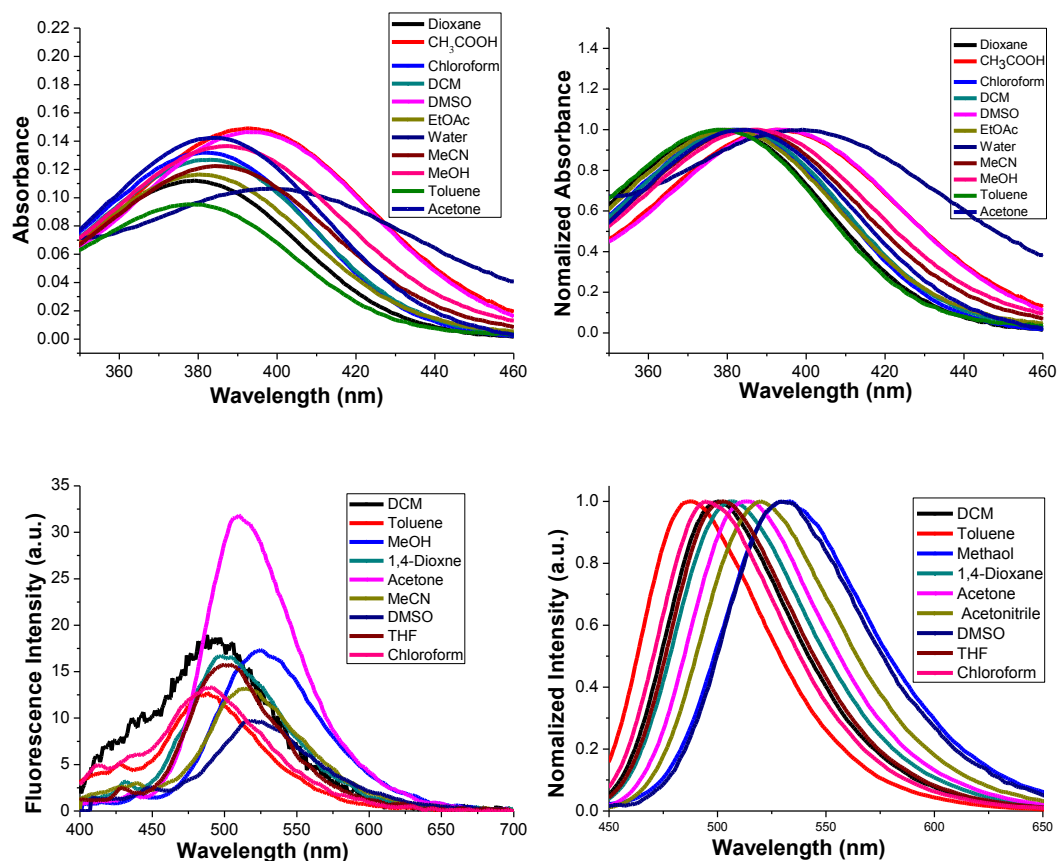 0.22
0.20
0.18
0.16
0.14
0.12
0.10
0.08
0.06
0.04
0.02
0.00
Absorbance
360 380 400 420 440 460
Wavelength (nm)
Dioxane
CH3COOH
Chloroform
DCM
DMSO
EtOAc
Water
MeCN
MeOH
Toluene
Acetone
1.4
1.2
1.0
0.8
0.6
0.4
0.2
0.0
Nomalized Absorbance
360 380 400 420 440 460
Wavelength (nm)
Dioxane
CH3COOH
Chloroform
DCM
DMSO
EtOAc
Water
MeCN
MeOH
Toluene
Acetone
35
30
25
20
15
10
5
0
Fluorescence Intensity (a.u.)
400 450 500 550 600 650 700
Wavelength (nm)
DCM
Toluene
MeOH
1,4-Dioxne
Acetone
MeCN
DMSO
THF
Chloroform
1.0
0.8
0.6
0.4
0.2
0.0
Normalized Intensity (a.u.)
450 500 550 600 650
Wavelength (nm)
DCM
Toluene
Methaol
1,4-Dioxane
Acetone
Acetonitrile
DMSO
THF
Chloroform